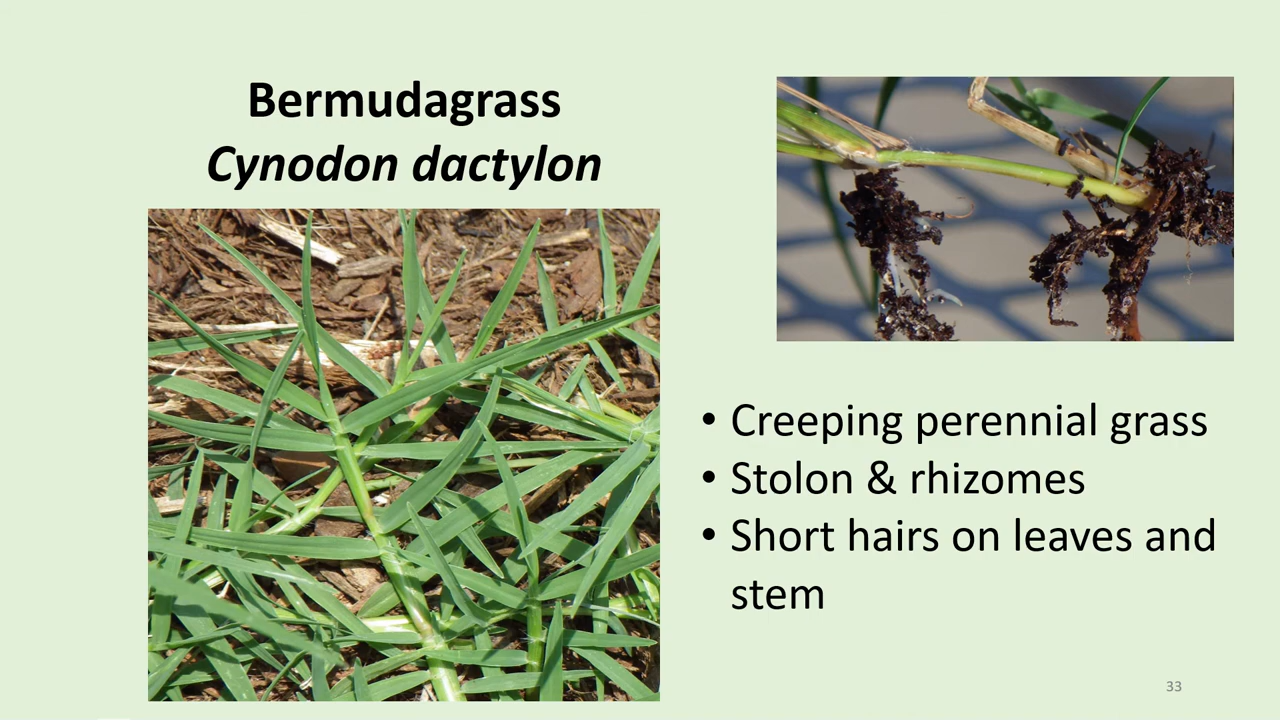 Bermudagrass
Cynodon dactylon
• Creeping perennial grass
• Stolon & rhizomes
• Short hairs on leaves and
stem
33